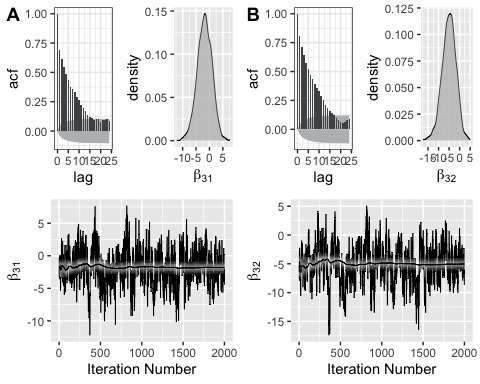 A
1.00
0.75
0.50
0.25
0.00
acf
0 5 10 15 20 25
lag
0.15
0.10
0.05
0.00
density
-10 -5 0 5
β31
B
1.00
0.75
0.50
0.25
0.00
acf
0 5 10 15 20 25
lag
0.125
0.100
0.075
0.050
0.025
0.000
density
-15 -10 -5 0 5
β32
5
0
-5
-10
β31
0 500 1000 1500 2000
Iteration Number
5
0
-5
-10
-15
β32
0 500 1000 1500 2000
Iteration Number